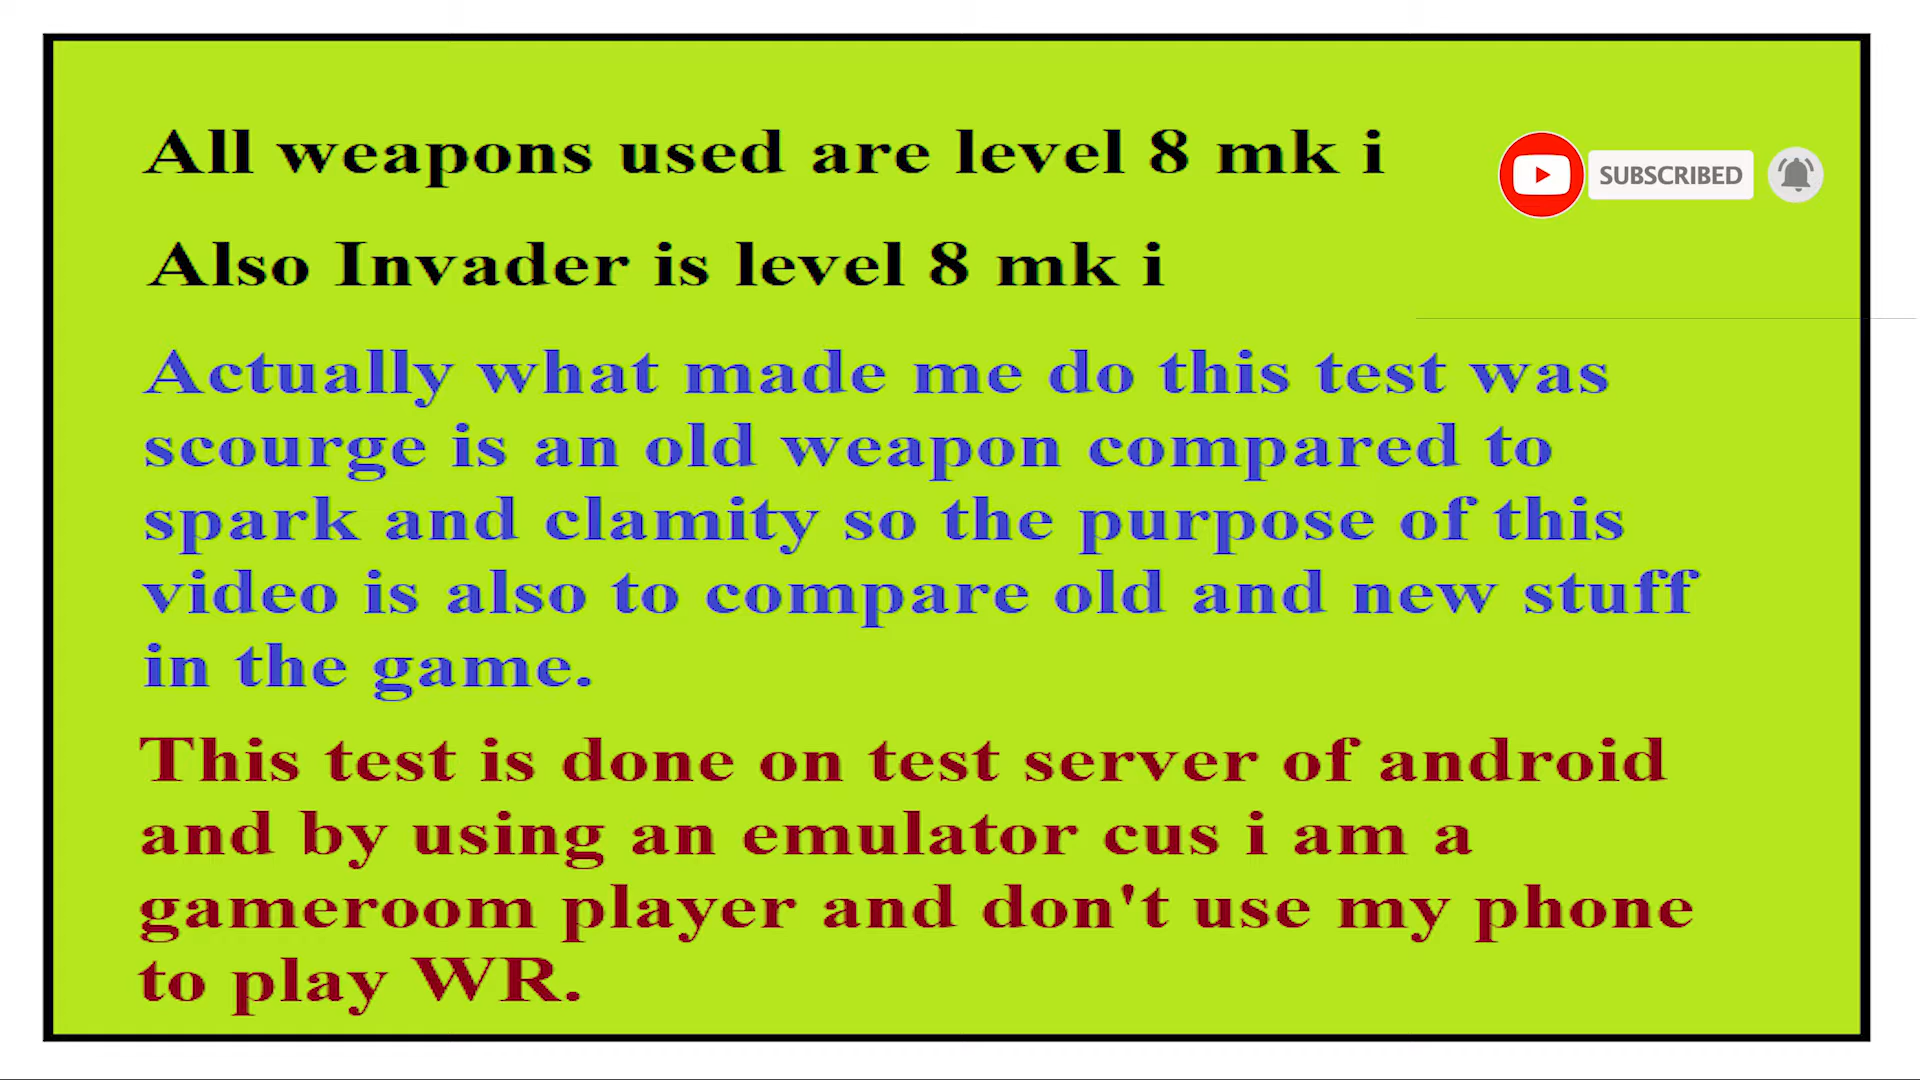 All weapons used are level 8 mk i
SUBSCRIBED
Also Invader is level 8 mk i
Actually what made me do this test was
scourge is an old weapon compared to
spark and clamity so the purpose of this
video is also to compare old and new stuff
in the game.
This test is done on test server of android
and by using an emulator cus i am a
gameroom player and don't use my phone
to play WR.